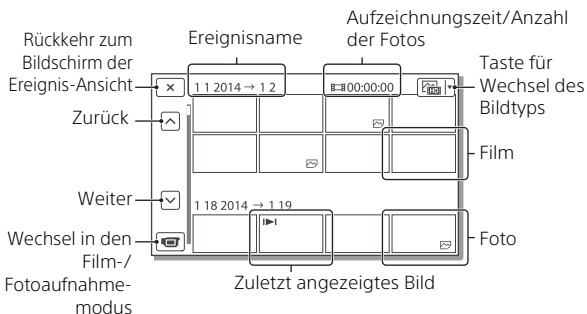 Aufzeichnungszeit/Anzahl
der Fotos
Ereignisname
Rückkehr zum
Bildschirm der
Ereignis-Ansicht
Taste für
Wechsel des
Bildtyps
1 1 2014 → 1 2
00:00:00
Zurück
Film
Weiter
1 18 2014 → 1 19
Wechsel in den
Film-/
Fotoaufnahme-
modus
Foto
Zuletzt angezeigtes Bild